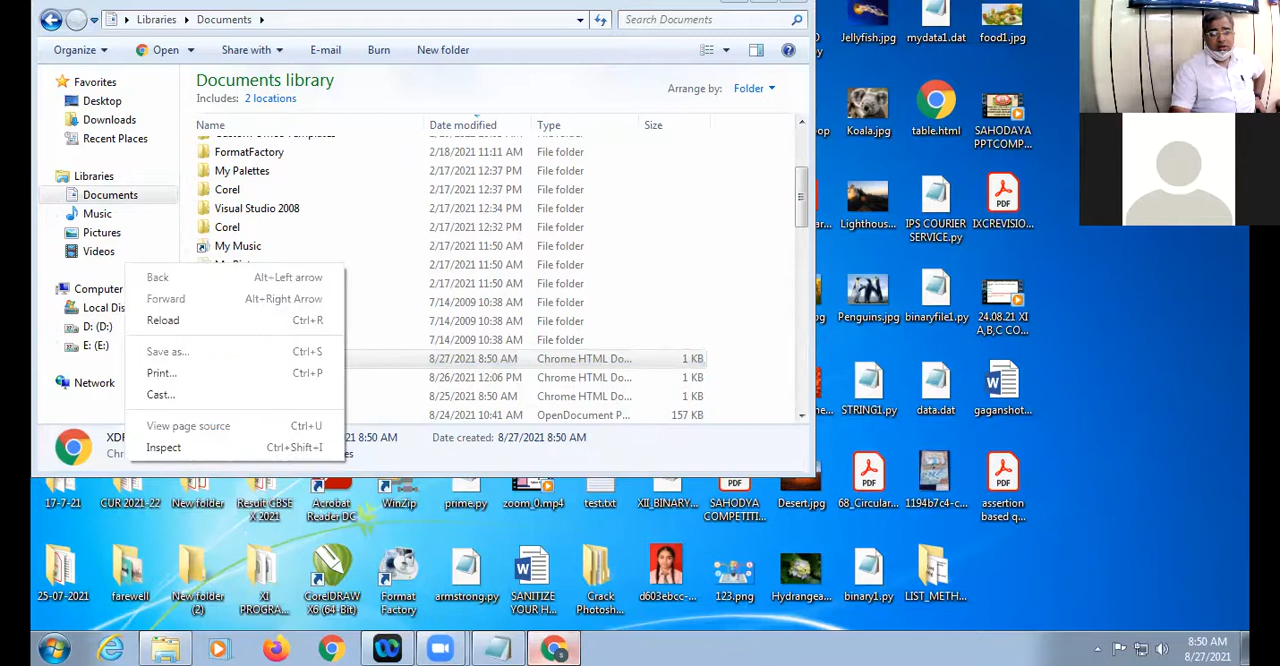 Libraries Documents
Search Documents
Organize Open Share with E-mail Burn New folder
Documents library
Includes: 2 locations
Arrange by: Folder
Name Date modified Type Size
Favorites
Desktop
Downloads
Recent Places
Libraries
Documents
Music
Pictures
Videos
Computer
Local Dis
D: (D:)
E: (E:)
Network
FormatFactory 2/18/2021 11:11 AM File folder
My Palettes 2/17/2021 12:37 PM File folder
Corel 2/17/2021 12:37 PM File folder
Visual Studio 2008 2/17/2021 12:34 PM File folder
Corel 2/17/2021 12:32 PM File folder
My Music 2/17/2021 11:50 AM File folder
2/17/2021 11:50 AM File folder
2/17/2021 11:50 AM File folder
7/14/2009 10:38 AM File folder
7/14/2009 10:38 AM File folder
7/14/2009 10:38 AM File folder
8/27/2021 8:50 AM Chrome HTML Do... 1 KB
8/26/2021 12:06 PM Chrome HTML Do... 1 KB
8/25/2021 8:50 AM Chrome HTML Do... 1 KB
8/24/2021 10:41 AM OpenDocument P... 157 KB
Back Alt+Left arrow
Forward Alt+Right Arrow
Reload Ctrl+R
Save as... Ctrl+S
Print... Ctrl+P
Cast...
View page source Ctrl+U
Inspect Ctrl+Shift+I
8:50 AM Date created: 8/27/2021 8:50 AM
Jellyfish.jpg mydata1.dat food1.jpg
Koala.jpg table.html SAHODAYA
PPTCOMP...
Lighthous... IPS COURIER
SERVICE.py
IXCREVISIO...
Penguins.jpg binaryfile1.py 24.08.21 XI
A,B,C CO...
STRING1.py data.dat gaganshot...
17-7-21 CUR 2021-22 New folder Result CBSE
X 2021
Acrobat
Reader DC
WinZip prime.py zoom_0.mp4 test.txt XII_BINARY... SAHODYA
COMPETITI...
Desert.jpg 68_Circular... 1194b7c4-c... assertion
based q...
25-07-2021 farewell New folder
(2)
XI
PROGRA...
CorelDRAW
X6 (64-Bit)
Format
Factory
armstrong.py SANITIZE
YOUR H...
Crack
Photosh...
d603ebcc-... 123.png Hydrangea... binary1.py LIST_METH...
8:50 AM
8/27/2021